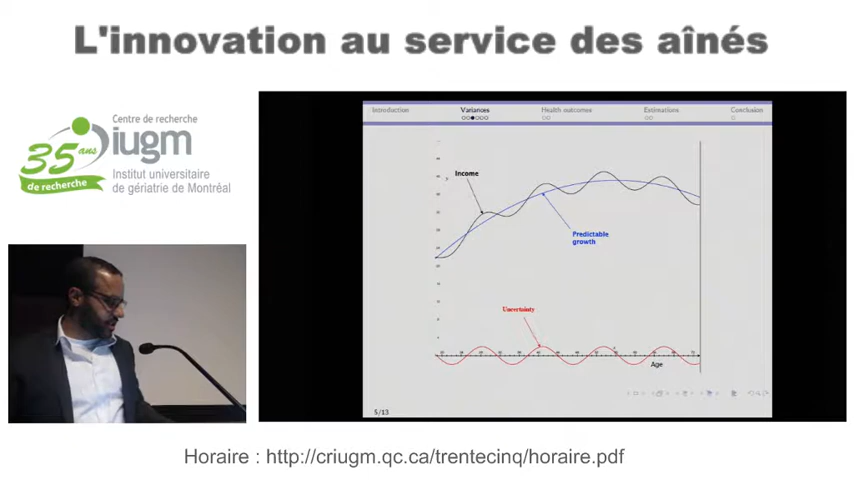 L'innovation au service des aînés
Centre de recherche
iugm
35 ans
de recherche
Institut universitaire
de gériatrie de Montréal
Introduction
Variances
Health outcomes
Estimations
Conclusion
Income
Predictable
growth
Uncertainty
Age
5/13
Horaire : http://criugm.qc.ca/trentecinq/horaire.pdf